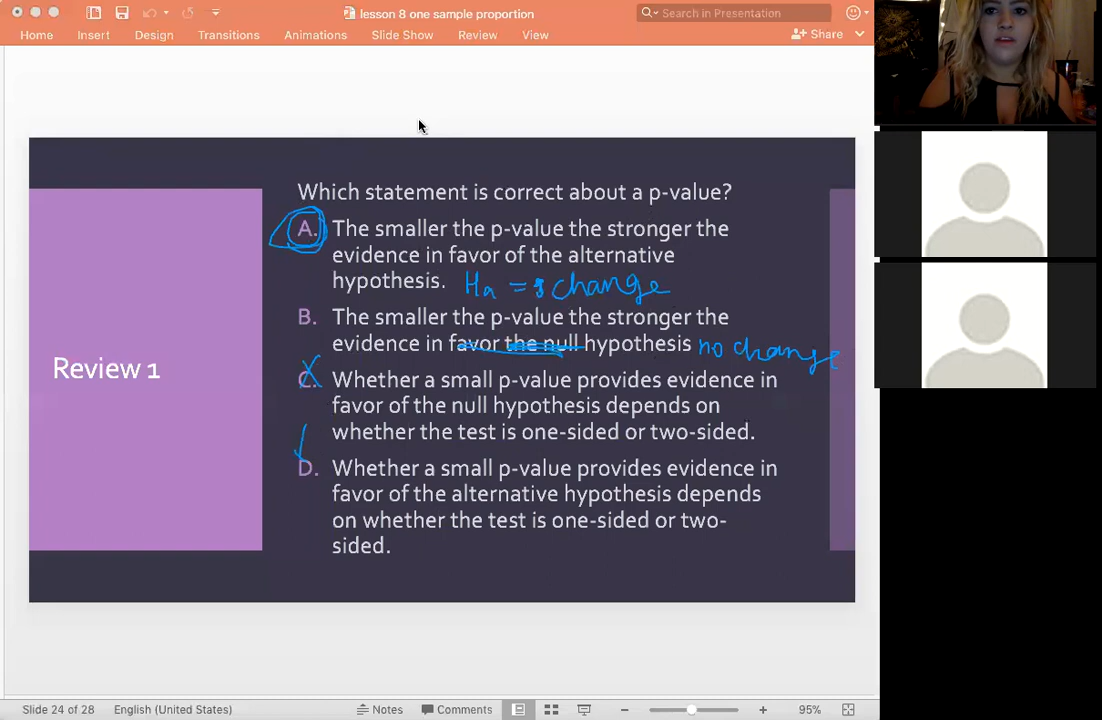 lesson 8 one sample proportion
Search in Presentation
Home Insert Design Transitions Animations Slide Show Review View
Share
Which statement is correct about a p-value?
A. The smaller the p-value the stronger the
evidence in favor of the alternative
hypothesis. Ha = change
B. The smaller the p-value the stronger the
evidence in favor the null hypothesis no change
Review 1
C. Whether a small p-value provides evidence in
favor of the null hypothesis depends on
whether the test is one-sided or two-sided.
D. Whether a small p-value provides evidence in
favor of the alternative hypothesis depends
on whether the test is one-sided or two-
sided.
Slide 24 of 28 English (United States) Notes Comments 95%